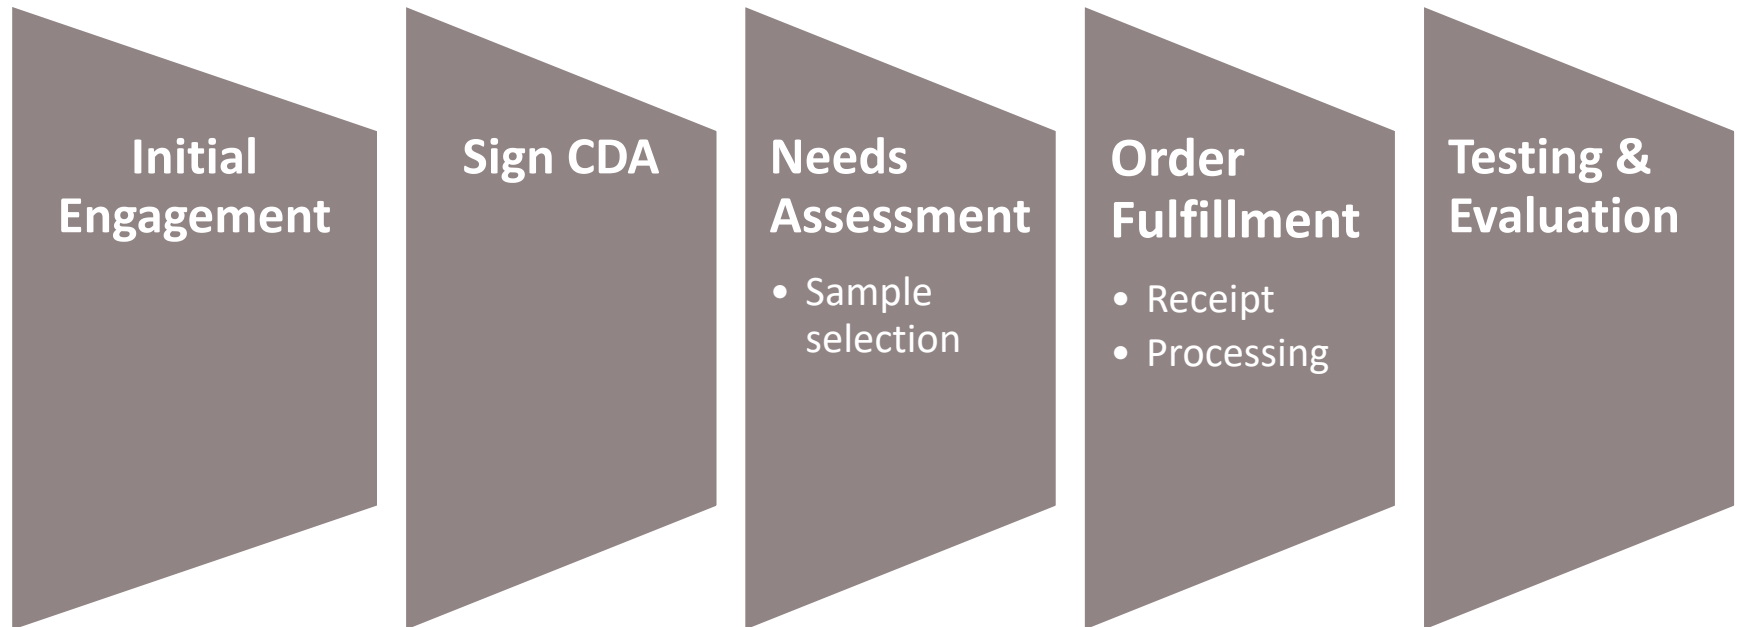 Initial
Engagement
Sign CDA
Needs
Assessment
• Sample
selection
Order
Fulfillment
• Receipt
• Processing
Testing &
Evaluation